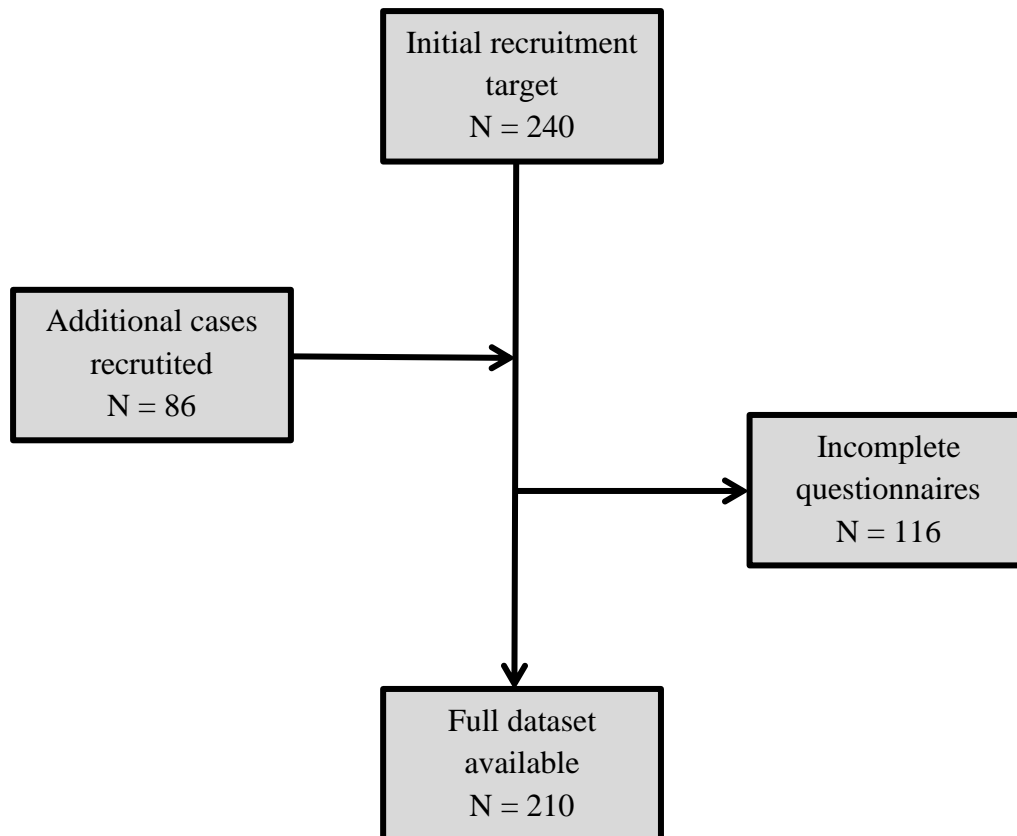 Initial recruitment
target
N = 240
Additional cases
recrutited
N = 86
Incomplete
questionnaires
N = 116
Full dataset
available
N = 210